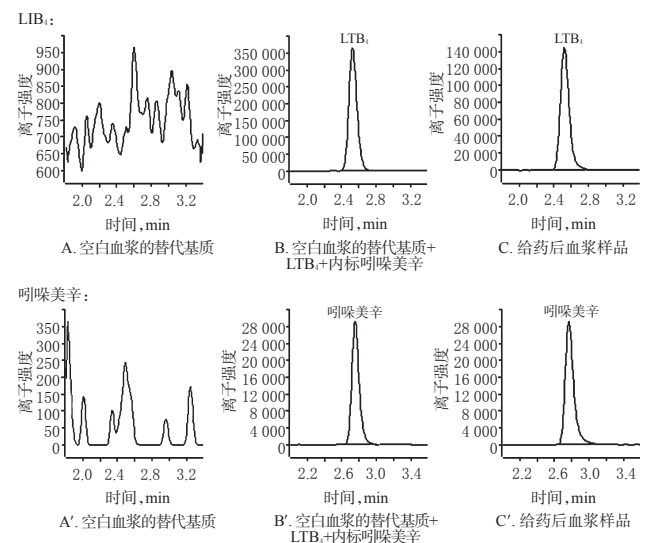 LIB₄:
LTB₄
LTB₄
离子强度
950
900
850
800
750
700
650
600
离子强度
350 000
300 000
250 000
200 000
150 000
100 000
50 000
0
离子强度
140 000
120 000
100 000
80 000
60 000
40 000
20 000
0
2.0 2.4 2.8 3.2
2.0 2.4 2.8 3.2
2.0 2.4 2.8 3.2
时间,min
时间,min
时间,min
A. 空白血浆的替代基质
B. 空白血浆的替代基质+
LTB₄+内标吲哚美辛
C. 给药后血浆样品
吲哚美辛:
吲哚美辛
吲哚美辛
离子强度
350
300
250
200
150
100
50
0
离子强度
28 000
24 000
20 000
16 000
12 000
8 000
4 000
0
离子强度
28 000
24 000
20 000
16 000
12 000
8 000
4 000
0
2.0 2.4 2.8 3.2
2.2 2.6 3.0 3.4
2.2 2.6 3.0 3.4
时间,min
时间,min
时间,min
A′. 空白血浆的替代基质
B′. 空白血浆的替代基质+
LTB₄+内标吲哚美辛
C′. 给药后血浆样品